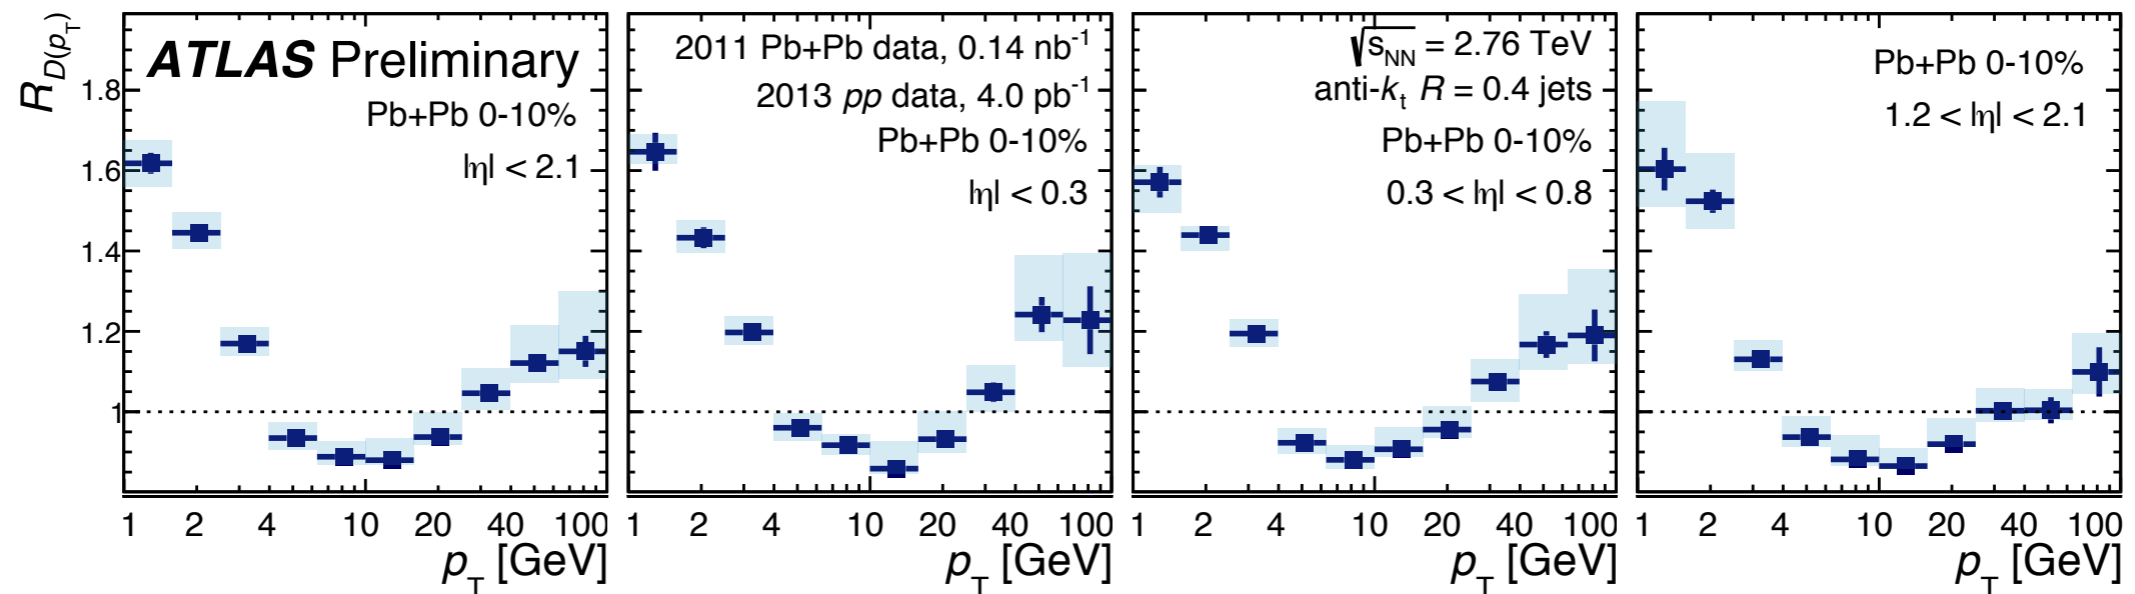 R_{D(p_T)}
ATLAS Preliminary
Pb+Pb 0-10%
|η| < 2.1
1.8
1.6
1.4
1.2
1
1 2 4 10 20 100
p_T [GeV]
2011 Pb+Pb data, 0.14 nb⁻¹
2013 pp data, 4.0 pb⁻¹
Pb+Pb 0-10%
|η| < 0.3
1 2 4 10 20 100
p_T [GeV]
√s_NN = 2.76 TeV
anti-k_t R = 0.4 jets
Pb+Pb 0-10%
0.3 < |η| < 0.8
1 2 4 10 20 100
p_T [GeV]
Pb+Pb 0-10%
1.2 < |η| < 2.1
1 2 4 10 20 100
p_T [GeV]